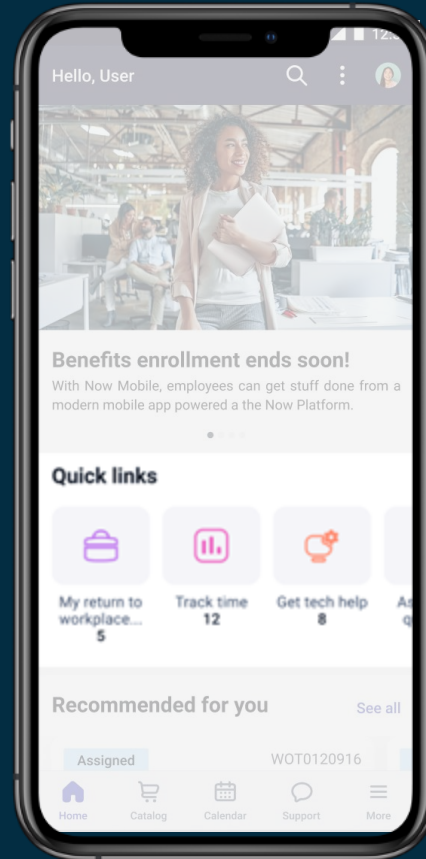 Hello, User
Benefits enrollment ends soon!
With Now Mobile, employees can get stuff done from a
modern mobile app powered a the Now Platform.
Quick links
My return to
workplace...
5
Track time
12
Get tech help
8
Recommended for you
See all
Assigned
WOT0120916
Home
Catalog
Calendar
Support
More